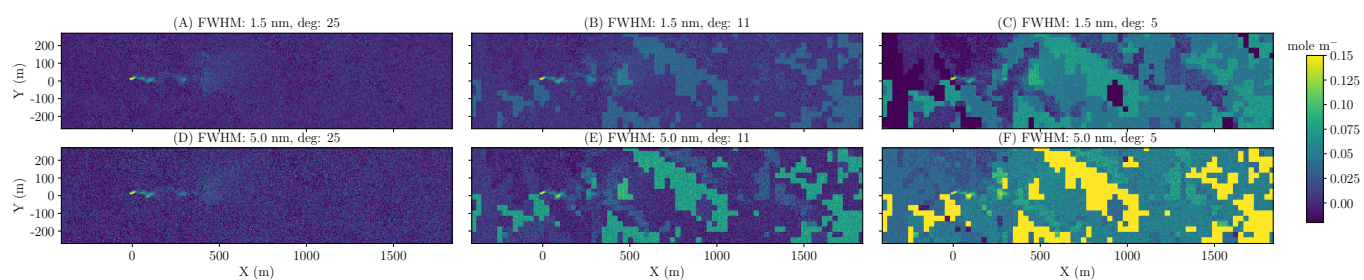 (A) FWHM: 1.5 nm, deg: 25 (B) FWHM: 1.5 nm, deg: 11 (C) FWHM: 1.5 nm, deg: 5
mole m⁻
200 0.15
100 0.125
Y (m) 0 0.100
-100
-200 0.075
(D) FWHM: 5.0 nm, deg: 25 (E) FWHM: 5.0 nm, deg: 11 (F) FWHM: 5.0 nm, deg: 5
200 0.050
100 0.025
Y (m) 0 0.00
-100
-200
0 500 1000 1500 0 500 1000 1500 0 500 1000 1500
X (m) X (m) X (m)